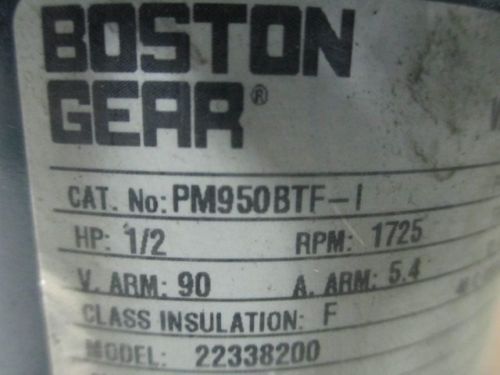 BOSTON
GEAR®
CAT. No: PM950BTF-1
HP: 1/2 RPM: 1725
V. ARM: 90 A. ARM: 5.4
CLASS INSULATION: F
MODEL: 22338200